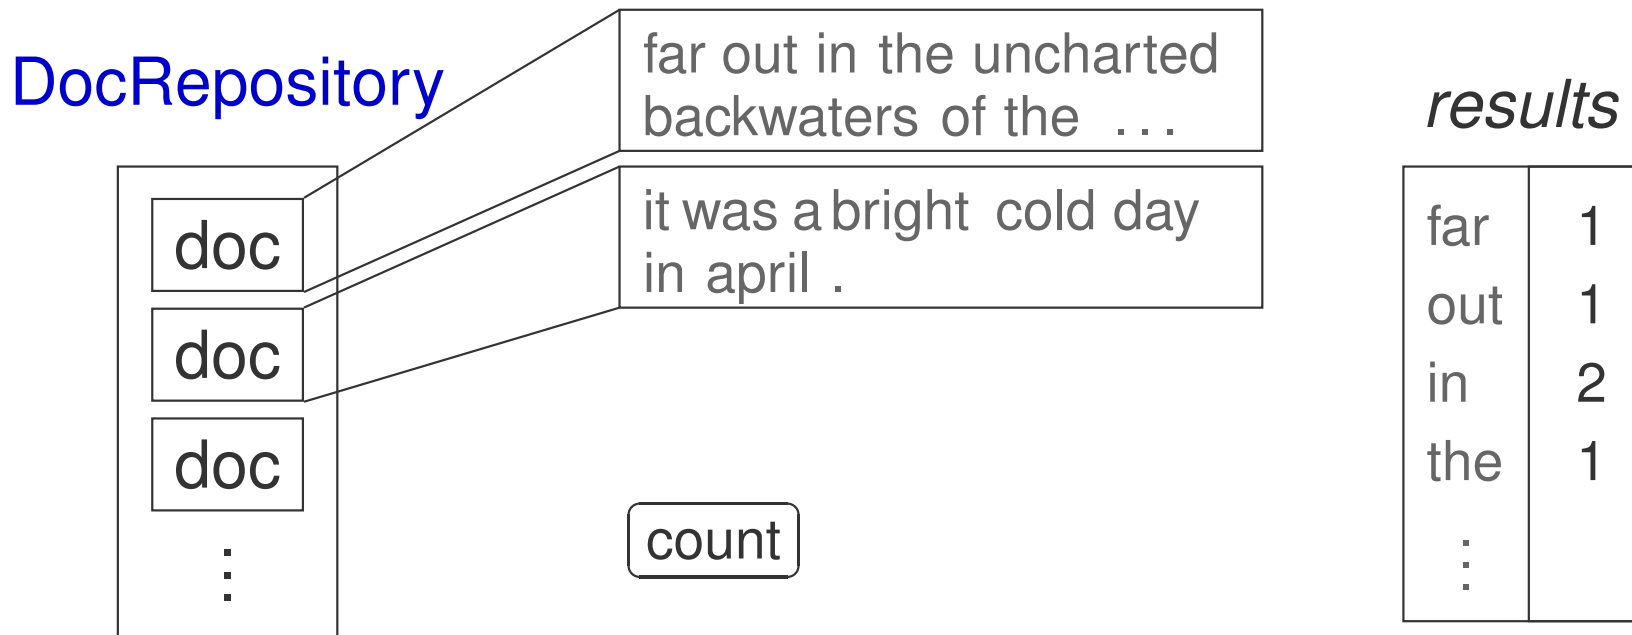 DocRepository
doc
doc
doc
⋮
far out in the uncharted
backwaters of the ...
it was a bright cold day
in april .
count
results
far 1
out 1
in 2
the 1
⋮